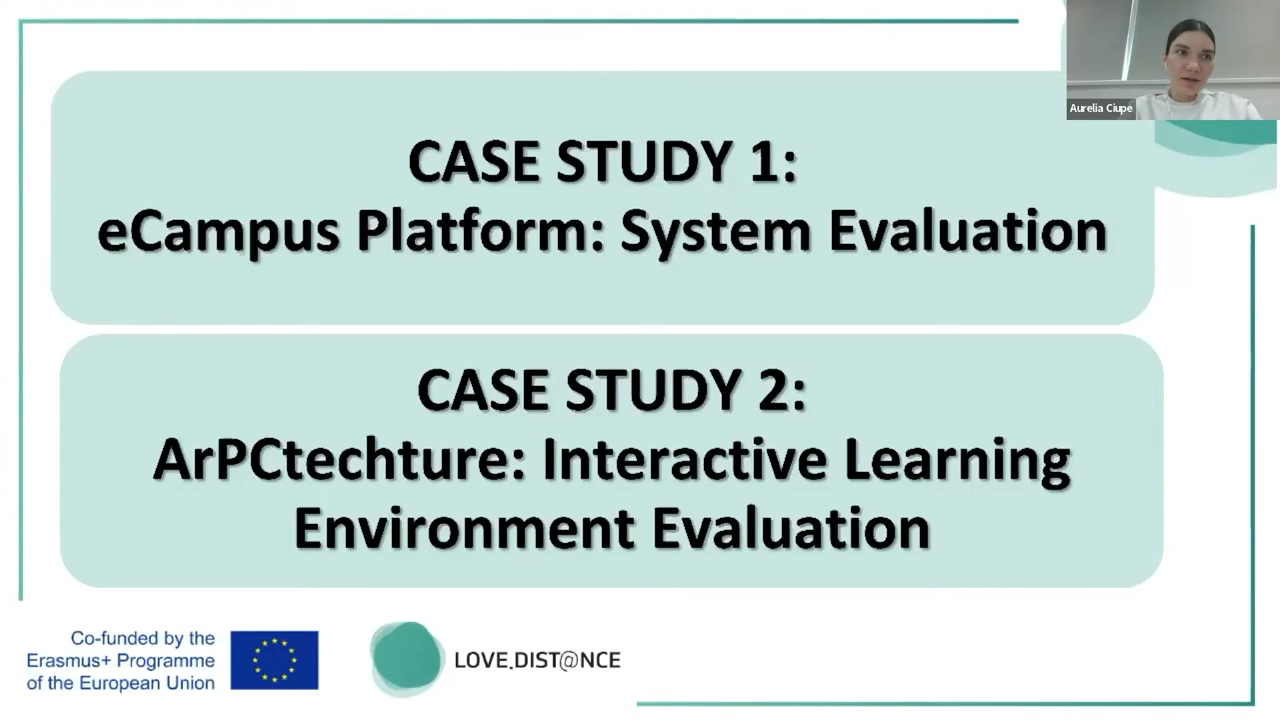 Aurelia Ciupe
CASE STUDY 1:
eCampus Platform: System Evaluation
CASE STUDY 2:
ArPCtechture: Interactive Learning
Environment Evaluation
Co-funded by the
Erasmus+ Programme
of the European Union
LOVE.DIST@NCE